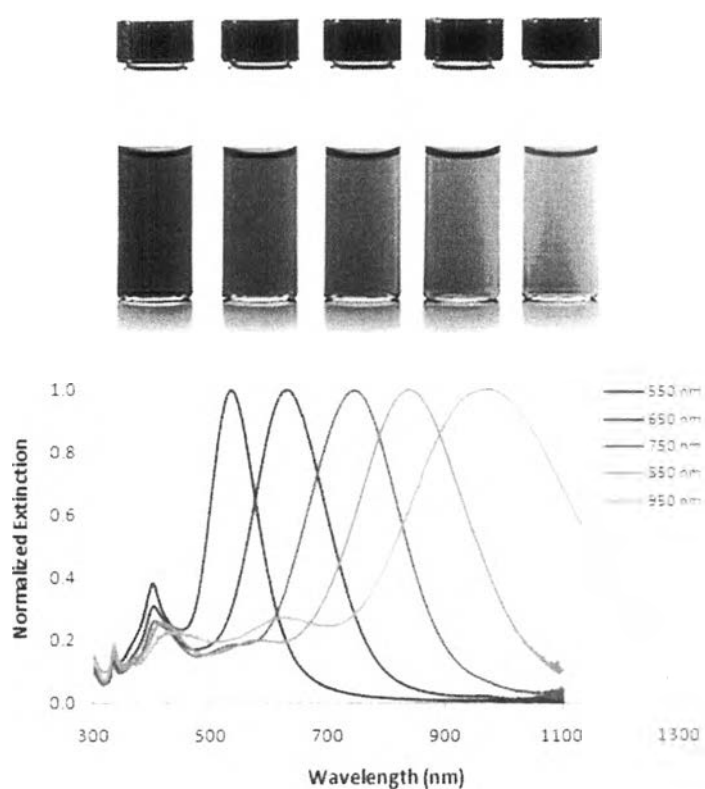 Normalized Extinction
1.0
0.8
0.6
0.4
0.2
0.0
300 500 700 900 1100 1300
Wavelength (nm)
550 nm
650 nm
750 nm
850 nm
950 nm